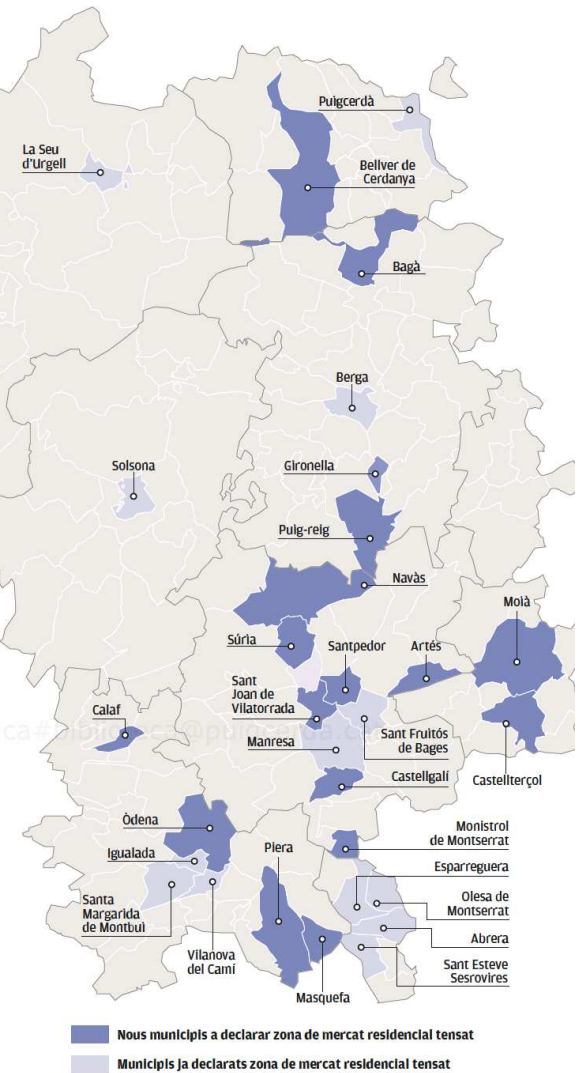 Puigcerdà
La Seu
d'Urgell
Bellver de
Cerdanya
Bagà
Berga
Solsona
Gironella
Puig-reig
Navàs
Moià
Súria
Santpedor
Artés
Sant
Joan de
Vilatorrada
Calaf
Manresa
Sant Fruitós
de Bages
Castellgalí
Castellterçol
Òdena
Igualada
Piera
Monistrol
de Montserrat
Esparreguera
Santa
Margarida
de Montbui
Olesa de
Montserrat
Abrera
Vilanova
del Camí
Sant Esteve
Sesrovires
Masquefa
Nous municipis a declarar zona de mercat residencial tensat
Municipis ja declarats zona de mercat residencial tensat